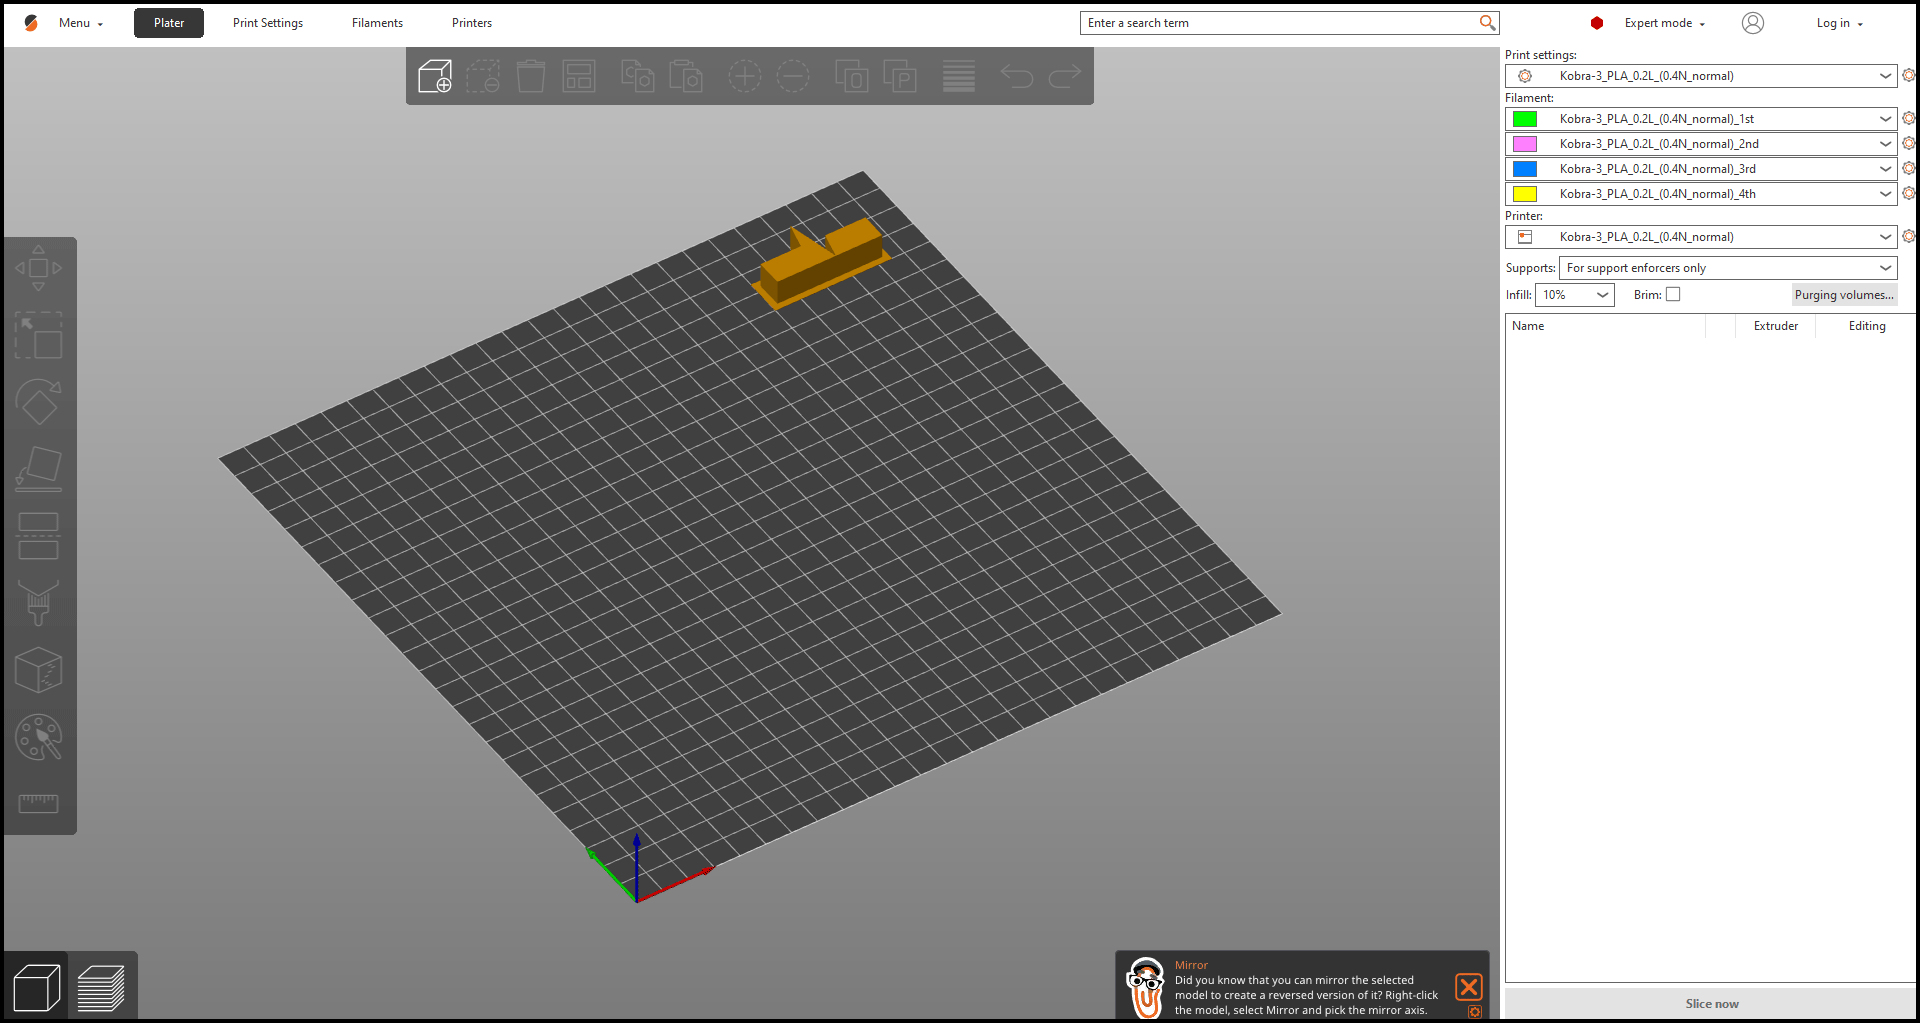 Menu
Plater
Print Settings
Filaments
Printers
Enter a search term
Expert mode
Log in
Print settings:
Kobra-3_PLA_0.2L_(0.4N_normal)
Filament:
Kobra-3_PLA_0.2L_(0.4N_normal)_1st
Kobra-3_PLA_0.2L_(0.4N_normal)_2nd
Kobra-3_PLA_0.2L_(0.4N_normal)_3rd
Kobra-3_PLA_0.2L_(0.4N_normal)_4th
Printer:
Kobra-3_PLA_0.2L_(0.4N_normal)
Supports: For support enforcers only
Infill: 10% Brim: Purging volumes...
Name Extruder Editing
Mirror
Did you know that you can mirror the selected
model to create a reversed version of it? Right-click
the model, select Mirror and pick the mirror axis.
Slice now